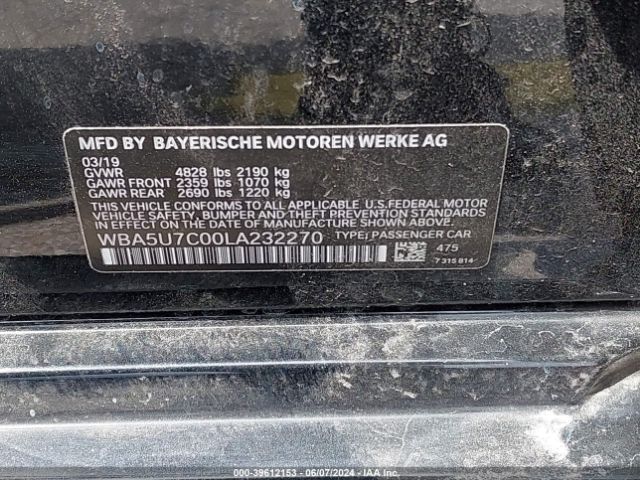 MFD BY BAYERISCHE MOTOREN WERKE AG
03/19
GVWR 4828 lbs 2190 kg
GAWR FRONT 2359 lbs 1070 kg
GAWR REAR 2690 lbs 1220 kg
THIS VEHICLE CONFORMS TO ALL APPLICABLE U.S.FEDERAL MOTOR
VEHICLE SAFETY, BUMPER AND THEFT PREVENTION STANDARDS IN
EFFECT ON THE DATE OF MANUFACTURE SHOWN ABOVE.
WBA5U7C00LA232270 TYPE: PASSENGER CAR
475
7 315 814
000-39612153 - 06/07/2024 - IAA Inc.